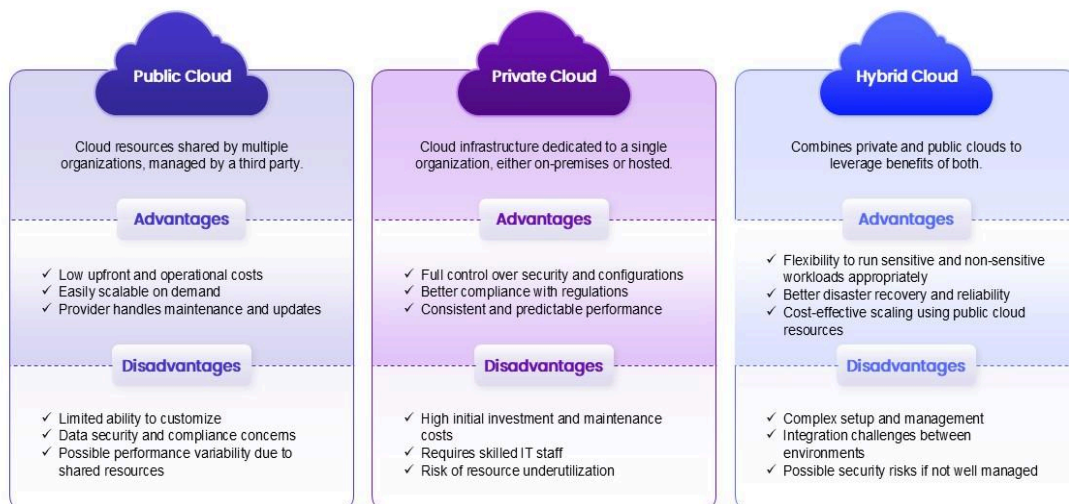 Public Cloud
Cloud resources shared by multiple
organizations, managed by a third party.
Advantages
✓ Low upfront and operational costs
✓ Easily scalable on demand
✓ Provider handles maintenance and updates
Disadvantages
✓ Limited ability to customize
✓ Data security and compliance concerns
✓ Possible performance variability due to
shared resources
Private Cloud
Cloud infrastructure dedicated to a single
organization, either on-premises or hosted.
Advantages
✓ Full control over security and configurations
✓ Better compliance with regulations
✓ Consistent and predictable performance
Disadvantages
✓ High initial investment and maintenance
costs
✓ Requires skilled IT staff
✓ Risk of resource underutilization
Hybrid Cloud
Combines private and public clouds to
leverage benefits of both.
Advantages
✓ Flexibility to run sensitive and non-sensitive
workloads appropriately
✓ Better disaster recovery and reliability
✓ Cost-effective scaling using public cloud
resources
Disadvantages
✓ Complex setup and management
✓ Integration challenges between
environments
✓ Possible security risks if not well managed